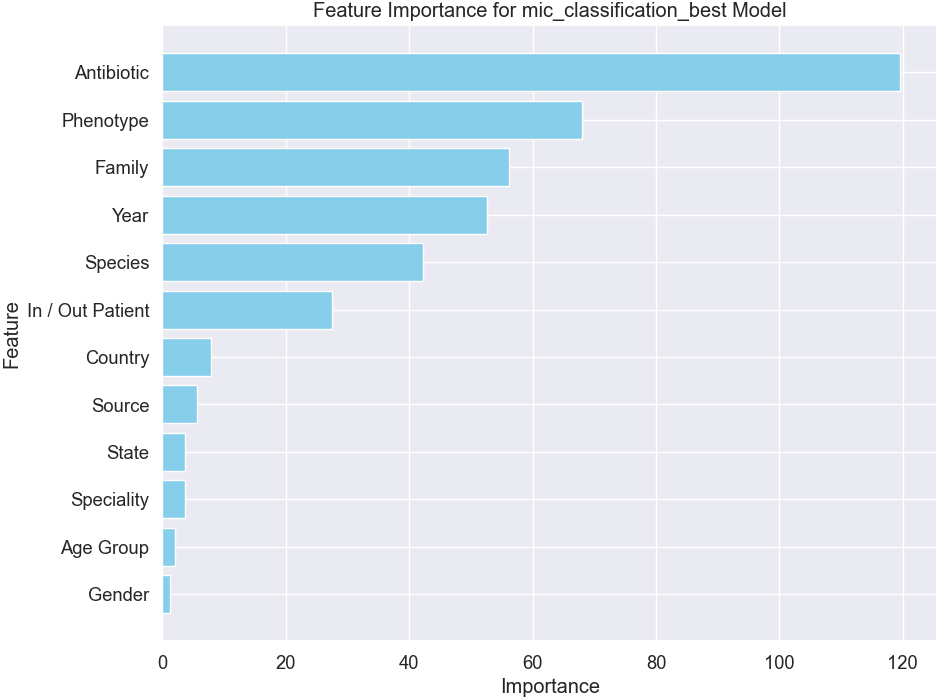 Feature Importance for mic_classification_best Model
Feature
Antibiotic
Phenotype
Family
Year
Species
In / Out Patient
Country
Source
State
Speciality
Age Group
Gender
0 20 40 60 80 100 120
Importance